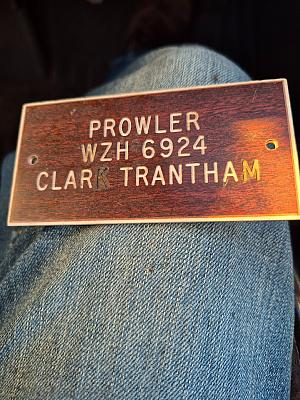 PROWLER
WZH 6924
CLARK TRANTHAM